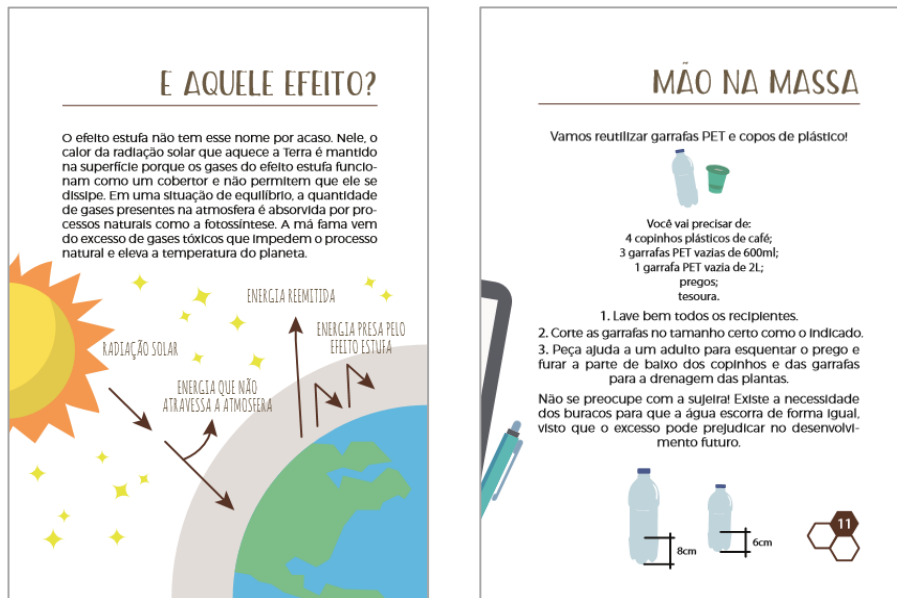 E AQUELE EFEITO?
O efeito estufa não tem esse nome por acaso. Nele, o
calor da radiação solar que aquece a Terra é mantido
na superfície porque os gases do efeito estufa funcio-
nam como um cobertor e não permitem que ele se
dissipe. Em uma situação de equilíbrio, a quantidade
de gases presentes na atmosfera é absorvida por pro-
cessos naturais como a fotossíntese. A má fama vem
do excesso de gases tóxicos que impedem o processo
natural e eleva a temperatura do planeta.
ENERGIA REEMITIDA
RADIAÇÃO SOLAR
ENERGIA PRESA PELO
EFEITO ESTUFA
ENERGIA QUE NÃO
ATRAVESSA A ATMOSFERA
MÃO NA MASSA
Vamos reutilizar garrafas PET e copos de plástico!
Você vai precisar de:
4 copinhos plásticos de café;
3 garrafas PET vazias de 600ml;
1 garrafa PET vazia de 2L;
pregos;
tesoura.
1. Lave bem todos os recipientes.
2. Corte as garrafas no tamanho certo como o indicado.
3. Peça ajuda a um adulto para esquentar o prego e
furar a parte de baixo dos copinhos e das garrafas
para a drenagem das plantas.
Não se preocupe com a sujeira! Existe a necessidade
dos buracos para que a água escorra de forma igual,
visto que o excesso pode prejudicar no desenvolvi-
mento futuro.
8cm
6cm
11